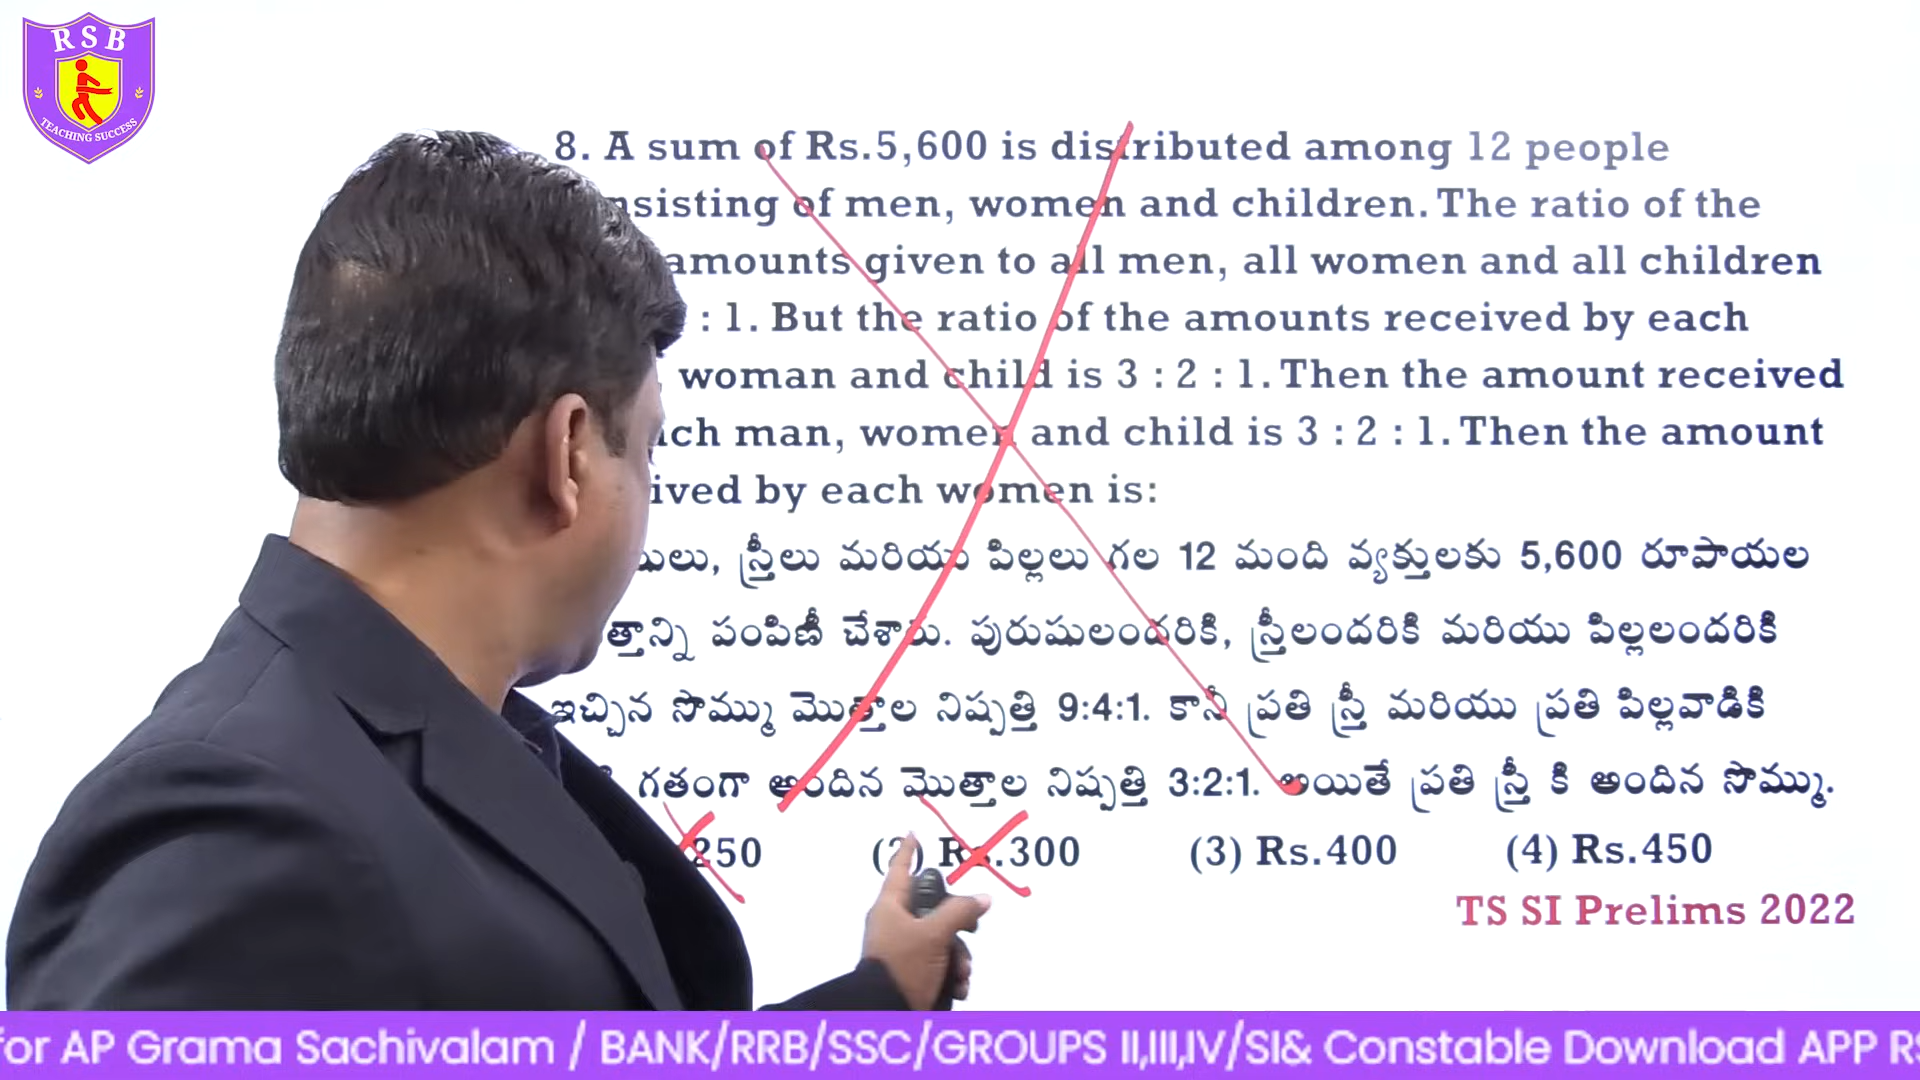 RSB
TEACHING SUCCESS
8. A sum of Rs.5,600 is distributed among 12 people
of men, women and children. The ratio of the
amounts given to all men, all women and all children
: 1. But the ratio of the amounts received by each
woman and child is 3 : 2 : 1. Then the amount received
man, women and child is 3 : 2 : 1. Then the amount
by each women is:
స్త్రీలు మరియు పిల్లలు గల 12 మంది వ్యక్తులకు 5,600 రూపాయల
పంపిణీ చేశారు. పురుషులందరికి, స్త్రీలందరికి మరియు పిల్లలందరికి
ఇచ్చిన సొమ్ము మొత్తాల నిష్పత్తి 9:4:1. కానీ ప్రతి స్త్రీ మరియు ప్రతి పిల్లవాడికి
గతంగా అందిన మొత్తాల నిష్పత్తి 3:2:1. అయితే ప్రతి స్త్రీ కి అందిన సొమ్ము.
250 (2) Rs.300 (3) Rs.400 (4) Rs.450
TS SI Prelims 2022
for AP Grama Sachivalam / BANK/RRB/SSC/GROUPS II,III,IV/SI& Constable Download APP